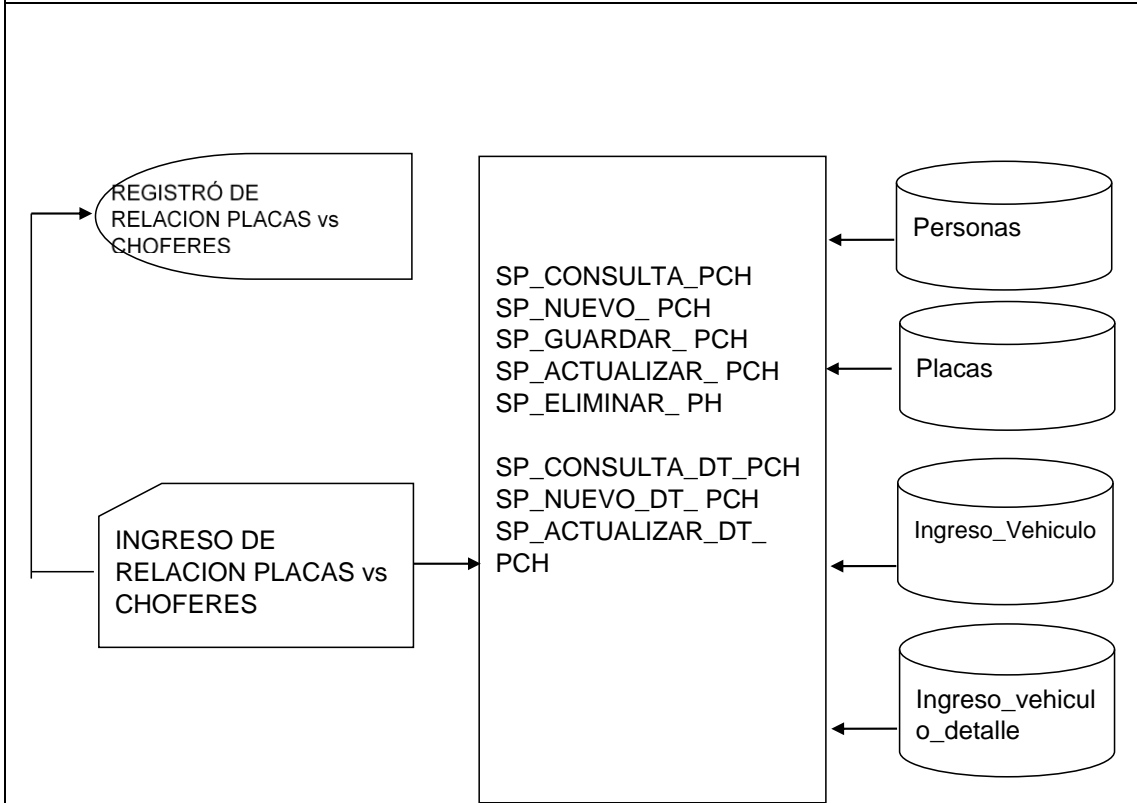 REGISTRÓ DE
RELACION PLACAS vs
CHOFERES
INGRESO DE
RELACION PLACAS vs
CHOFERES
SP_CONSULTA_PCH
SP_NUEVO_ PCH
SP_GUARDAR_ PCH
SP_ACTUALIZAR_ PCH
SP_ELIMINAR_ PH
SP_CONSULTA_DT_PCH
SP_NUEVO_DT_ PCH
SP_ACTUALIZAR_DT_
PCH
Personas
Placas
Ingreso_Vehiculo
Ingreso_vehicul
o_detalle